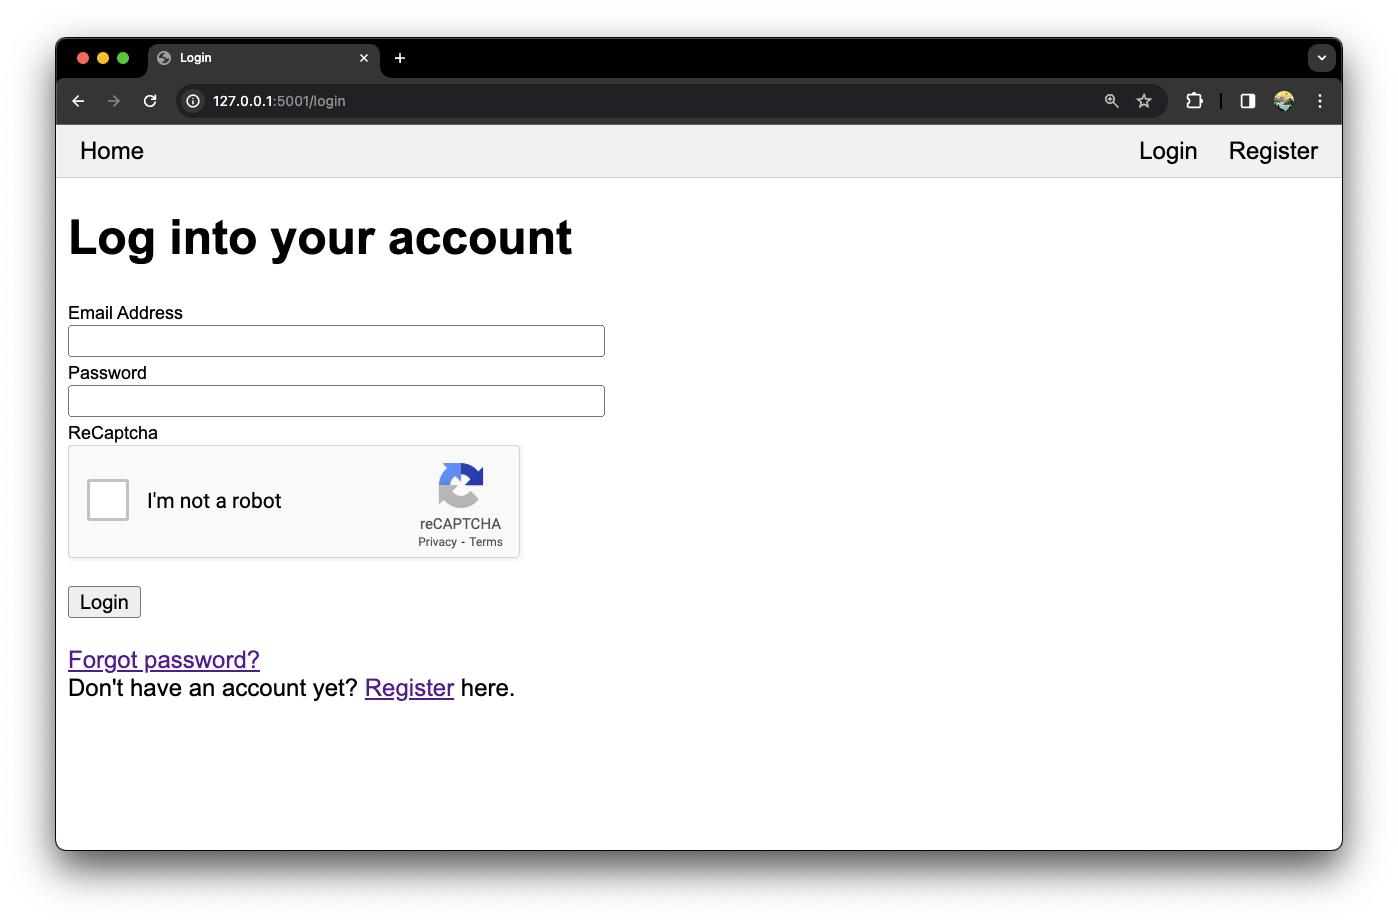 Login
127.0.0.1:5001/login
Home Login Register
Log into your account
Email Address
Password
ReCaptcha
I'm not a robot
reCAPTCHA
Privacy - Terms
Login
Forgot password?
Don't have an account yet? Register here.